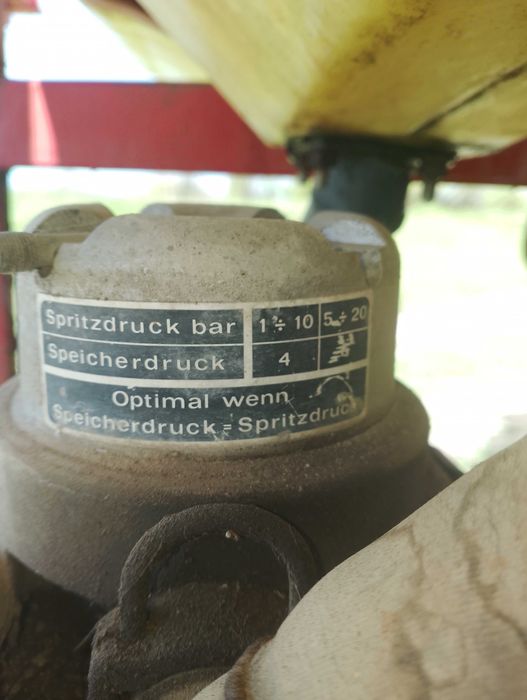 Spritzdruck bar 1 ÷ 10 5 ÷ 20
Speicherdruck 4
Optimal wenn
Speicherdruck = Spritzdruck